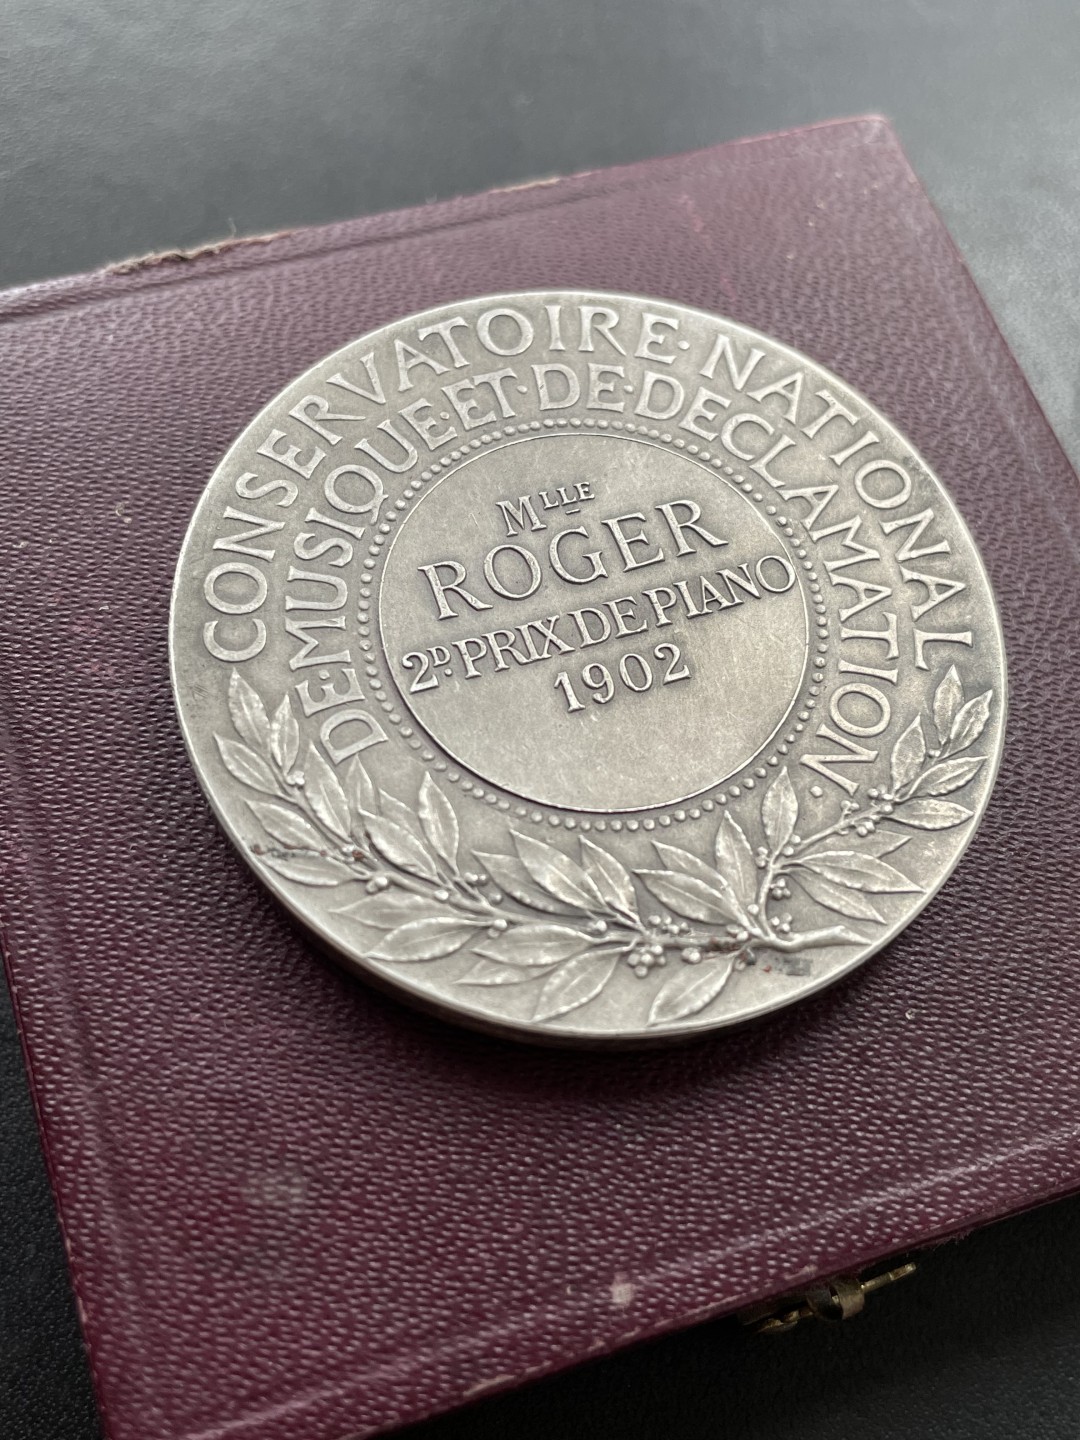 CONSERVATOIRE·NATIONAL
DE·MUSIQUE·ET·DE·DECLAMATION·
MLLE
ROGER
2D. PRIX DE PIANO
1902